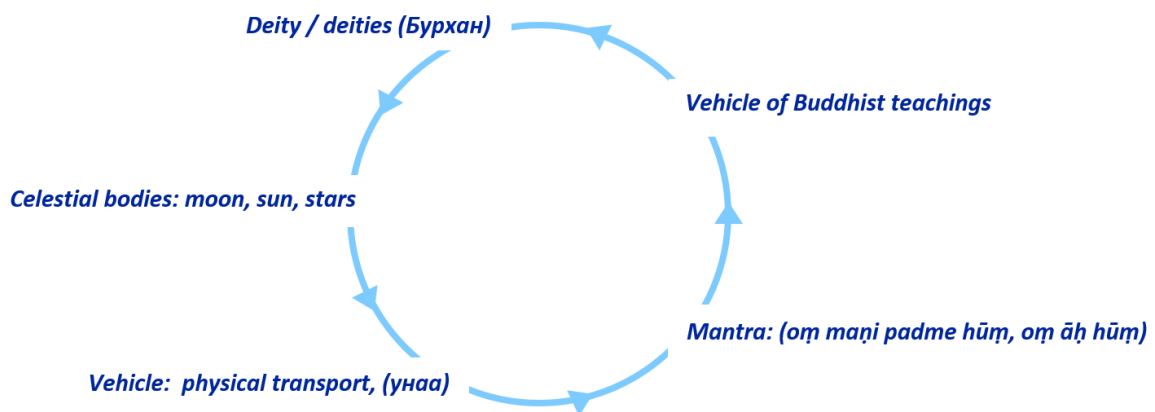 Deity / deities (Бурхан)
Vehicle of Buddhist teachings
Celestial bodies: moon, sun, stars
Mantra: (oṃ maṇi padme hūṃ, oṃ āḥ hūṃ)
Vehicle:  physical transport, (унаа)